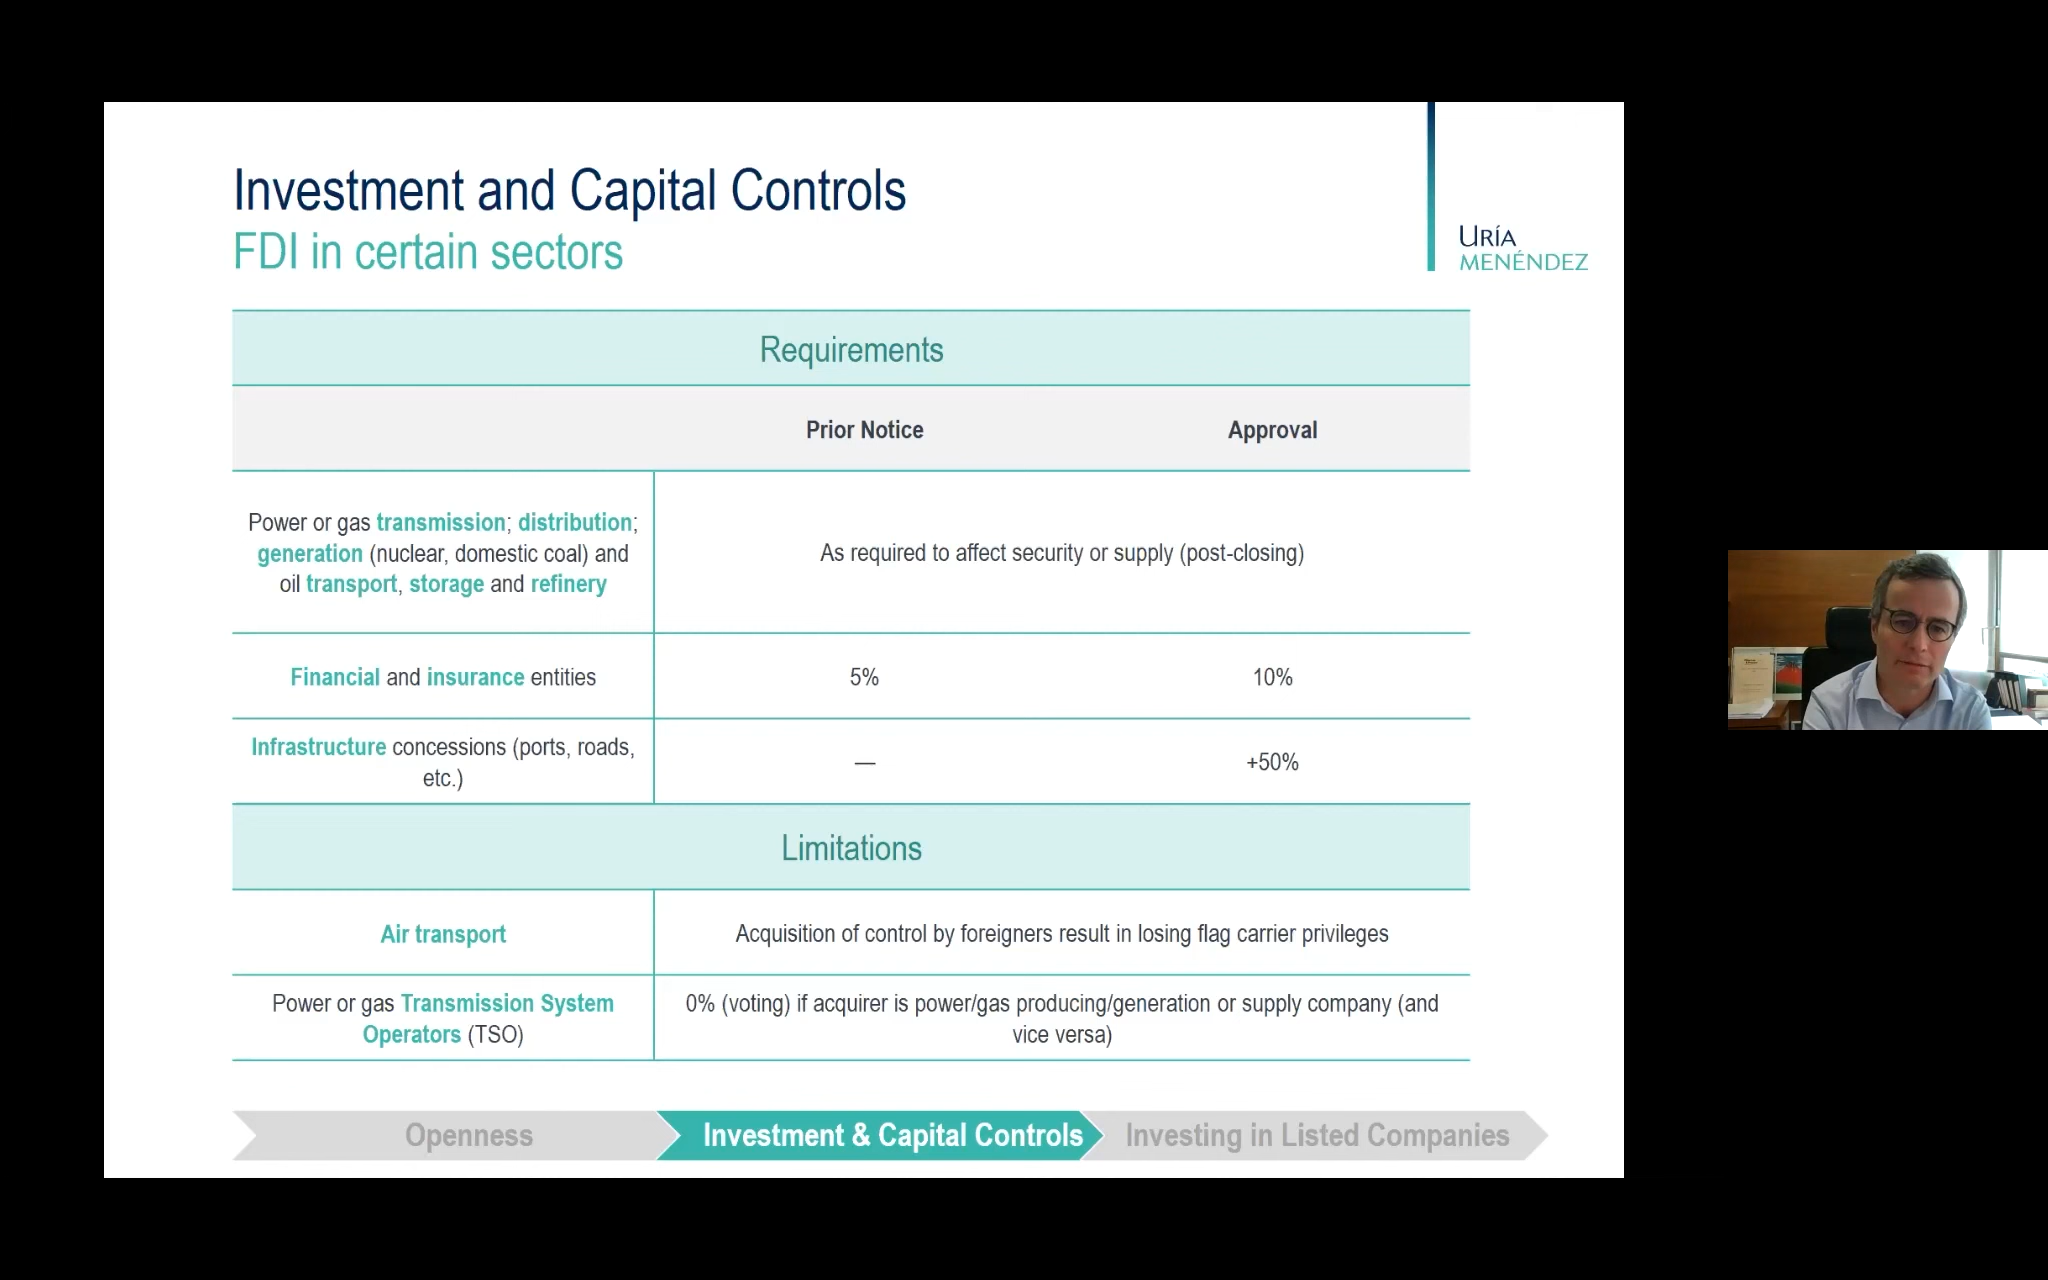 Investment and Capital Controls
FDI in certain sectors
URÍA
MENÉNDEZ
Requirements
Prior Notice
Approval
Power or gas transmission; distribution;
generation (nuclear, domestic coal) and
oil transport, storage and refinery
As required to affect security or supply (post-closing)
Financial and insurance entities
5%
10%
Infrastructure concessions (ports, roads,
etc.)
—
+50%
Limitations
Air transport
Acquisition of control by foreigners result in losing flag carrier privileges
Power or gas Transmission System
Operators (TSO)
0% (voting) if acquirer is power/gas producing/generation or supply company (and
vice versa)
Openness
Investment & Capital Controls
Investing in Listed Companies